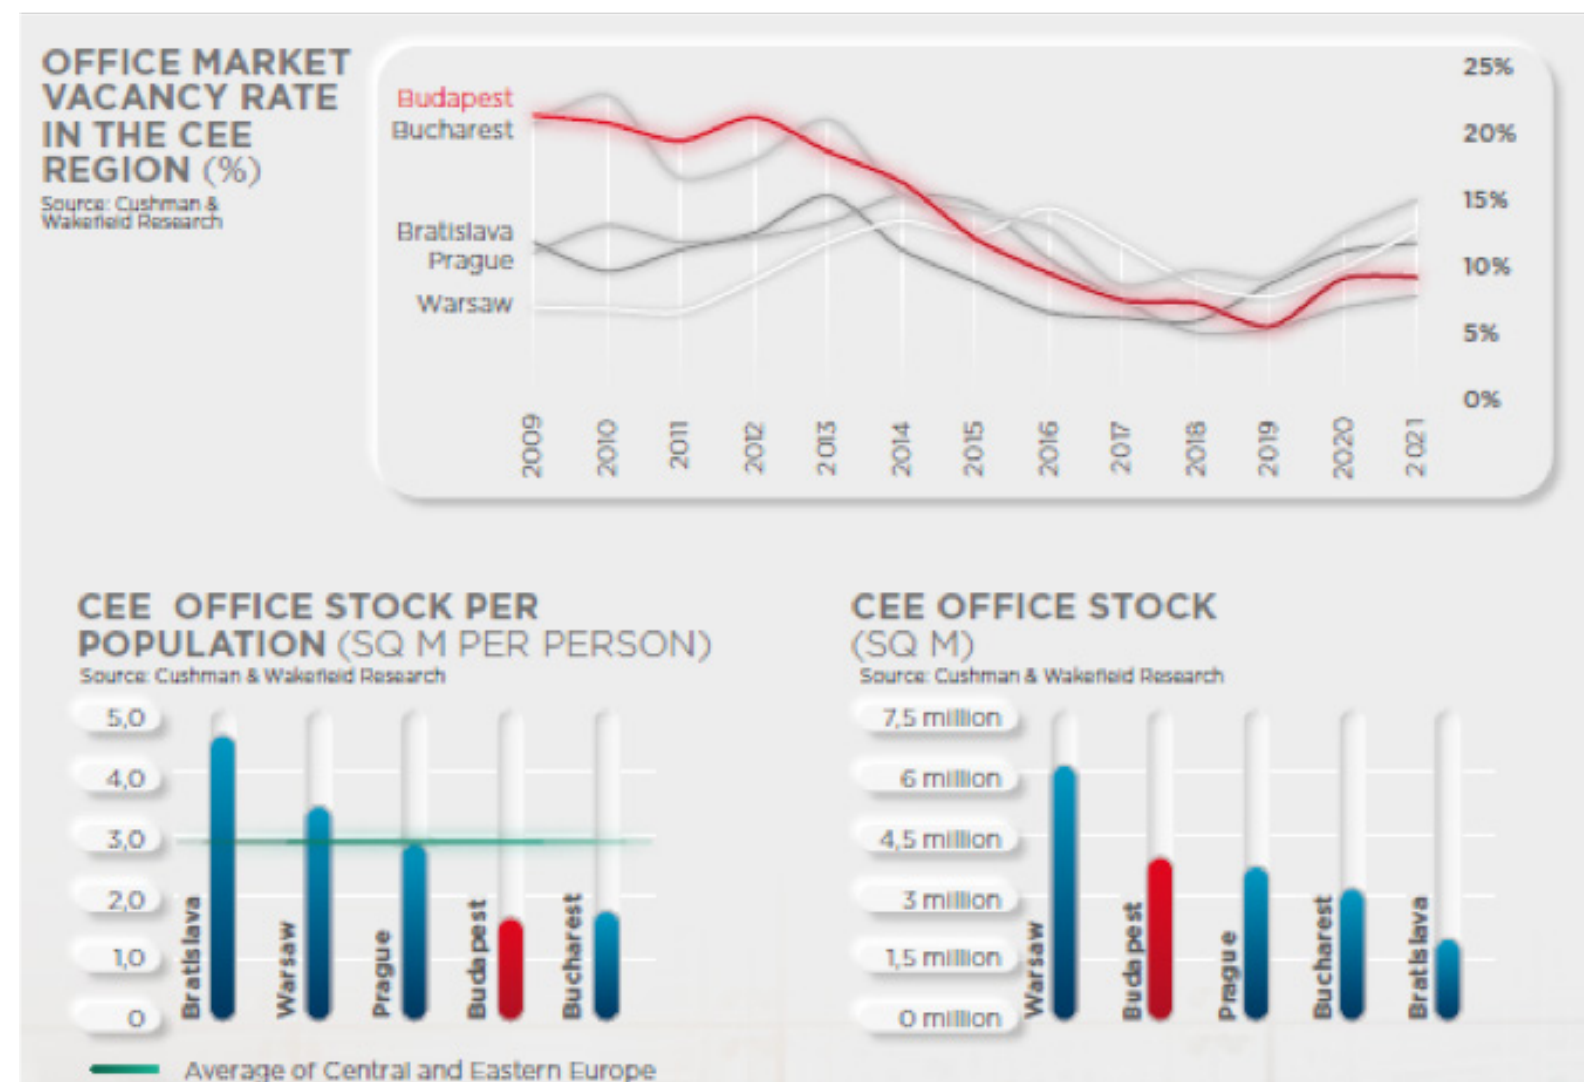 OFFICE MARKET
VACANCY RATE
IN THE CEE
REGION (%)
Source: Cushman &
Wakefield Research
Budapest
Bucharest
Bratislava
Prague
Warsaw
25%
20%
15%
10%
5%
0%
2009
2010
2011
2012
2013
2014
2015
2016
2017
2018
2019
2020
2021
CEE OFFICE STOCK PER
POPULATION (SQ M PER PERSON)
Source: Cushman & Wakefield Research
5,0
4,0
3,0
2,0
1,0
0
Bratislava
Warsaw
Prague
Budapest
Bucharest
Average of Central and Eastern Europe
CEE OFFICE STOCK
(SQ M)
Source: Cushman & Wakefield Research
7,5 million
6 million
4,5 million
3 million
1,5 million
0 million
Warsaw
Budapest
Prague
Bucharest
Bratislava